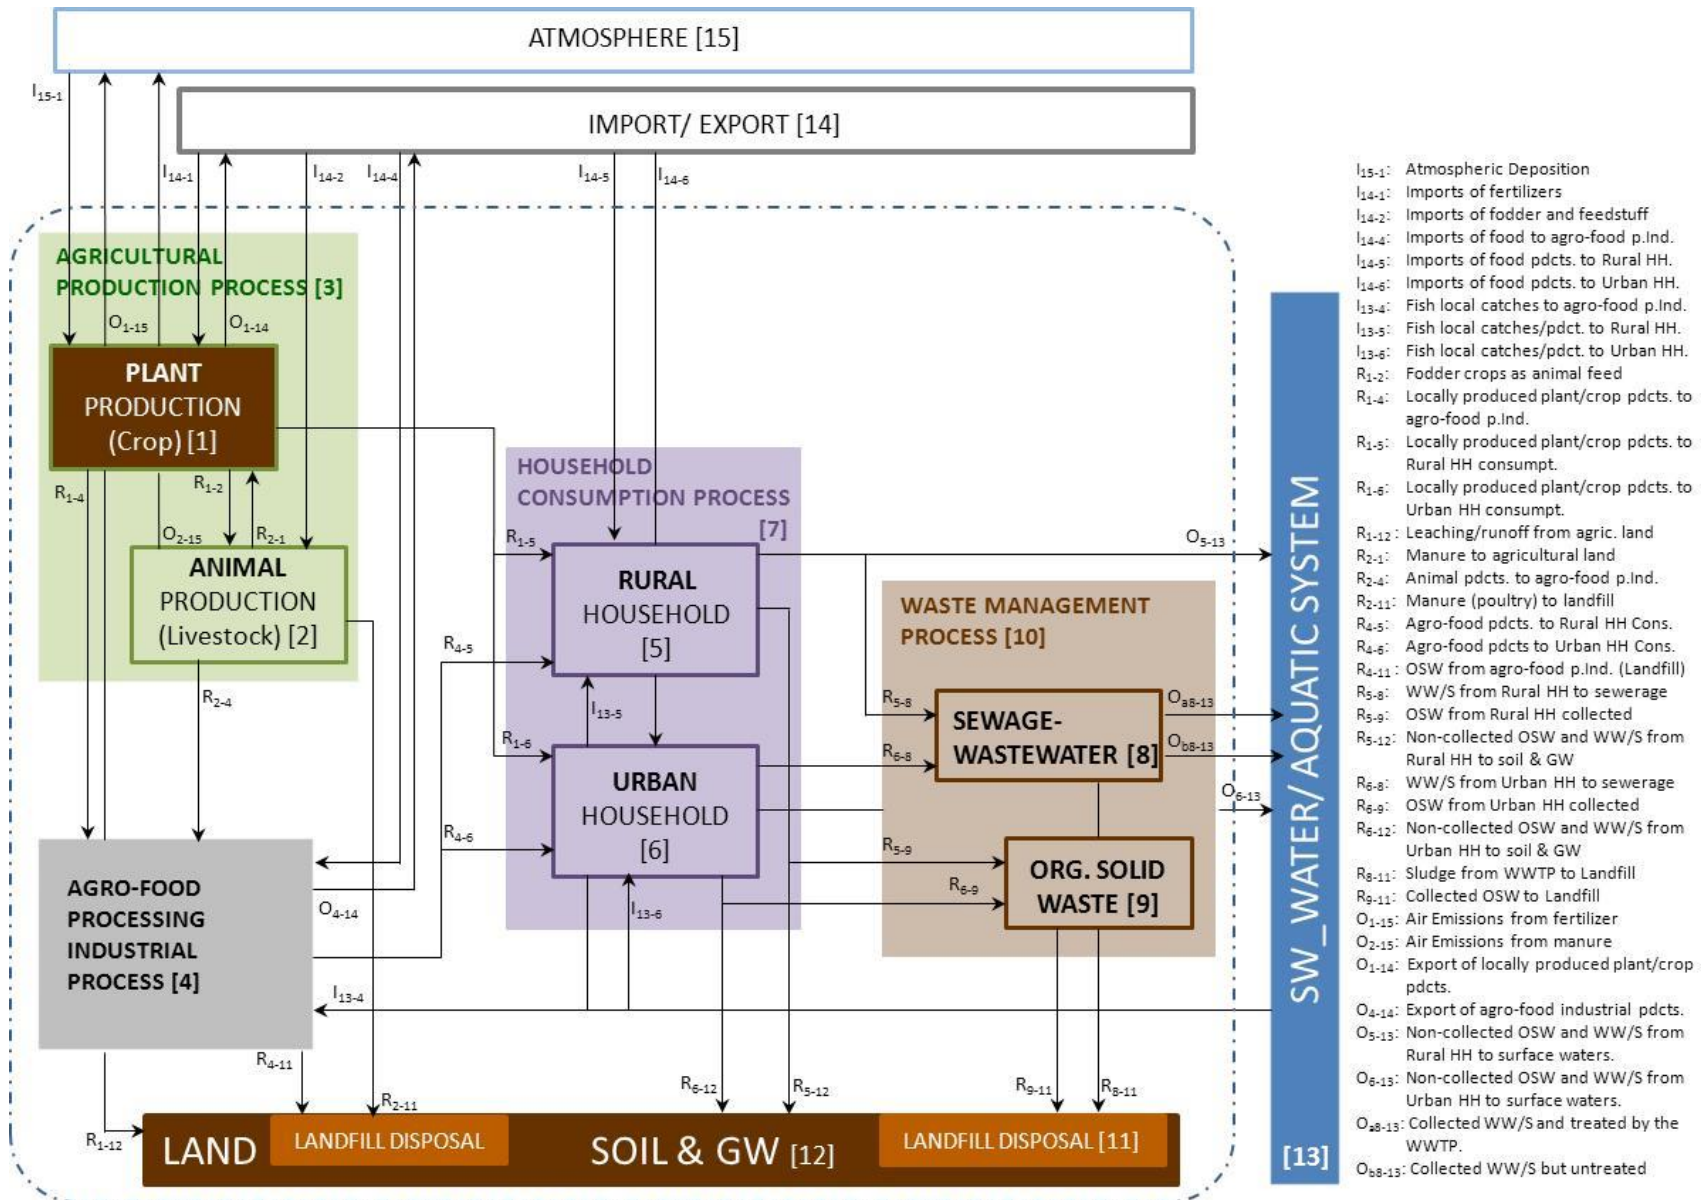 ATMOSPHERE [15]
I15-1
IMPORT/ EXPORT [14]
I14-1
I14-2
I14-4
I14-5
I14-6
AGRICULTURAL
PRODUCTION PROCESS [3]
O1-15
O1-14
PLANT
PRODUCTION
(Crop) [1]
R1-4
R1-2
O2-15
R2-1
ANIMAL
PRODUCTION
(Livestock) [2]
R2-4
HOUSEHOLD
CONSUMPTION PROCESS
[7]
R1-5
RURAL
HOUSEHOLD
[5]
R4-5
I13-5
R1-6
URBAN
HOUSEHOLD
[6]
R4-6
I13-6
O5-13
WASTE MANAGEMENT
PROCESS [10]
R5-8
SEWAGE-
WASTEWATER [8]
Oa8-13
Ob8-13
R6-8
O6-13
R5-9
R6-9
ORG. SOLID
WASTE [9]
AGRO-FOOD
PROCESSING
INDUSTRIAL
PROCESS [4]
O4-14
I13-4
R4-11
R2-11
R6-12
R5-12
R9-11
R8-11
R1-12
LAND
LANDFILL DISPOSAL
SOIL & GW [12]
LANDFILL DISPOSAL [11]
SW_WATER/ AQUATIC SYSTEM
[13]
I15-1: Atmospheric Deposition
I14-1: Imports of fertilizers
I14-2: Imports of fodder and feedstuff
I14-4: Imports of food to agro-food p.Ind.
I14-5: Imports of food pdcts. to Rural HH.
I14-6: Imports of food pdcts. to Urban HH.
I13-4: Fish local catches to agro-food p.Ind.
I13-5: Fish local catches/pdct. to Rural HH.
I13-6: Fish local catches/pdct. to Urban HH.
R1-2: Fodder crops as animal feed
R1-4: Locally produced plant/crop pdcts. to
agro-food p.Ind.
R1-5: Locally produced plant/crop pdcts. to
Rural HH consumpt.
R1-6: Locally produced plant/crop pdcts. to
Urban HH consumpt.
R1-12: Leaching/runoff from agric. land
R2-1: Manure to agricultural land
R2-4: Animal pdcts. to agro-food p.Ind.
R2-11: Manure (poultry) to landfill
R4-5: Agro-food pdcts. to Rural HH Cons.
R4-6: Agro-food pdcts to Urban HH Cons.
R4-11: OSW from agro-food p.Ind. (Landfill)
R5-8: WW/S from Rural HH to sewerage
R5-9: OSW from Rural HH collected
R5-12: Non-collected OSW and WW/S from
Rural HH to soil & GW
R6-8: WW/S from Urban HH to sewerage
R6-9: OSW from Urban HH collected
R6-12: Non-collected OSW and WW/S from
Urban HH to soil & GW
R8-11: Sludge from WWTP to Landfill
R9-11: Collected OSW to Landfill
O1-15: Air Emissions from fertilizer
O2-15: Air Emissions from manure
O1-14: Export of locally produced plant/crop
pdcts.
O4-14: Export of agro-food industrial pdcts.
O5-13: Non-collected OSW and WW/S from
Rural HH to surface waters.
O6-13: Non-collected OSW and WW/S from
Urban HH to surface waters.
Oa8-13: Collected WW/S and treated by the
WWTP.
Ob8-13: Collected WW/S but untreated